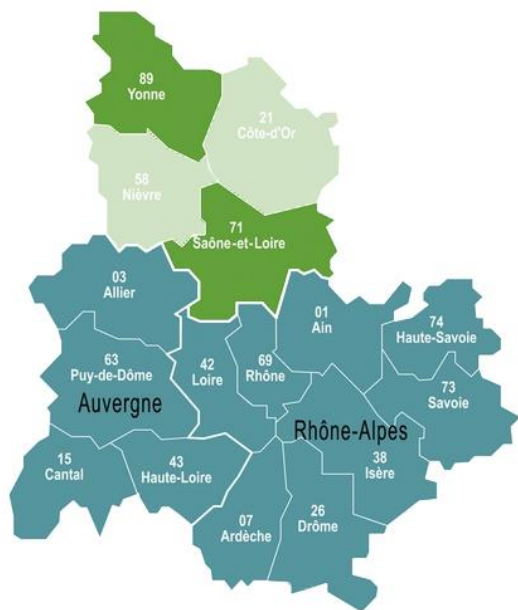 89
Yonne
21
Côte-d'Or
58
Nièvre
71
Saône-et-Loire
03
Allier
01
Ain
74
Haute-Savoie
63
Puy-de-Dôme
42
Loire
69
Rhône
73
Savoie
Auvergne
Rhône-Alpes
38
Isère
15
Cantal
43
Haute-Loire
07
Ardèche
26
Drôme